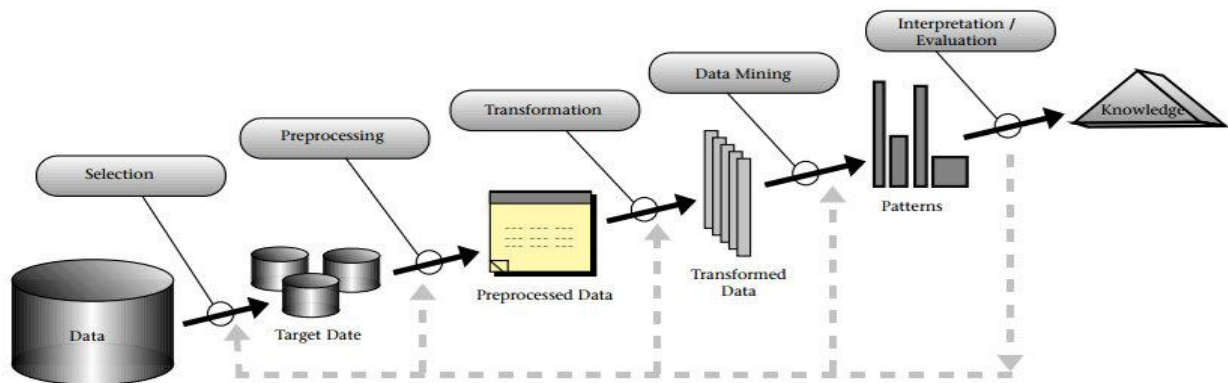 Interpretation /
Evaluation
Data Mining
Transformation
Preprocessing
Selection
Knowledge
Patterns
Transformed
Data
Preprocessed Data
Target Date
Data